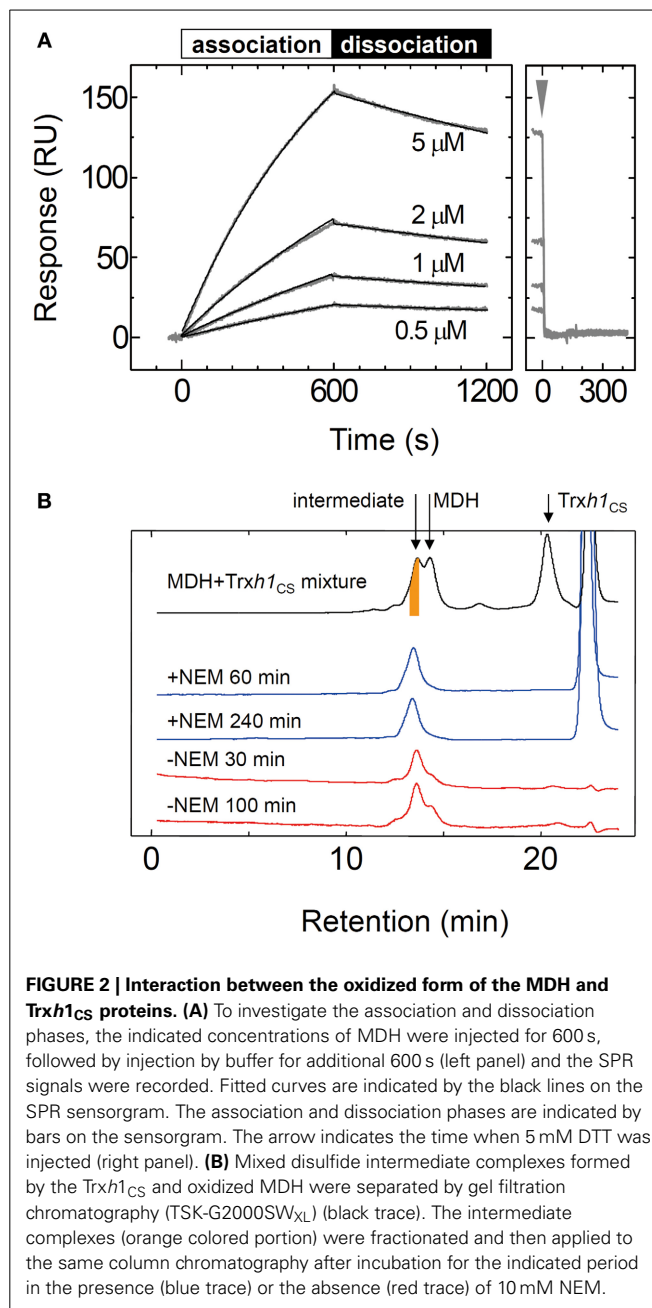 A
association dissociation
150
100
50
0
Response (RU)
5 μM
2 μM
1 μM
0.5 μM
0 600 1200 0 300
Time (s)
B
intermediate MDH Trxh1CS
MDH+Trxh1CS mixture
+NEM 60 min
+NEM 240 min
-NEM 30 min
-NEM 100 min
0 10 20
Retention (min)
FIGURE 2 | Interaction between the oxidized form of the MDH and
Trxh1CS proteins. (A) To investigate the association and dissociation
phases, the indicated concentrations of MDH were injected for 600 s,
followed by injection by buffer for additional 600 s (left panel) and the SPR
signals were recorded. Fitted curves are indicated by the black lines on the
SPR sensorgram. The association and dissociation phases are indicated by
bars on the sensorgram. The arrow indicates the time when 5 mM DTT was
injected (right panel). (B) Mixed disulfide intermediate complexes formed
by the Trxh1CS and oxidized MDH were separated by gel filtration
chromatography (TSK-G2000SWXL) (black trace). The intermediate
complexes (orange colored portion) were fractionated and then applied to
the same column chromatography after incubation for the indicated period
in the presence (blue trace) or the absence (red trace) of 10 mM NEM.